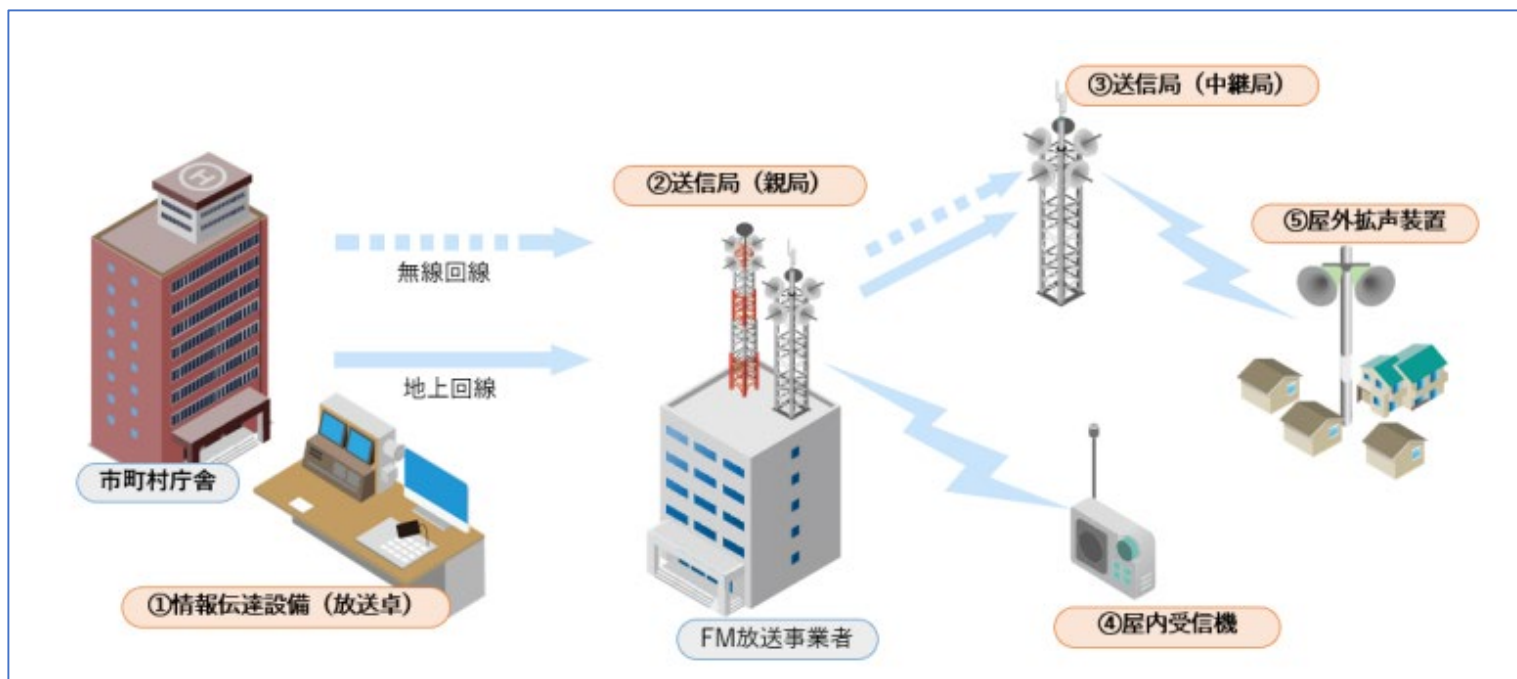 ③送信局（中継局）
②送信局（親局）
⑤屋外拡声装置
無線回線
地上回線
市町村庁舎
①情報伝達設備（放送卓）
④屋内受信機
FM放送事業者
H